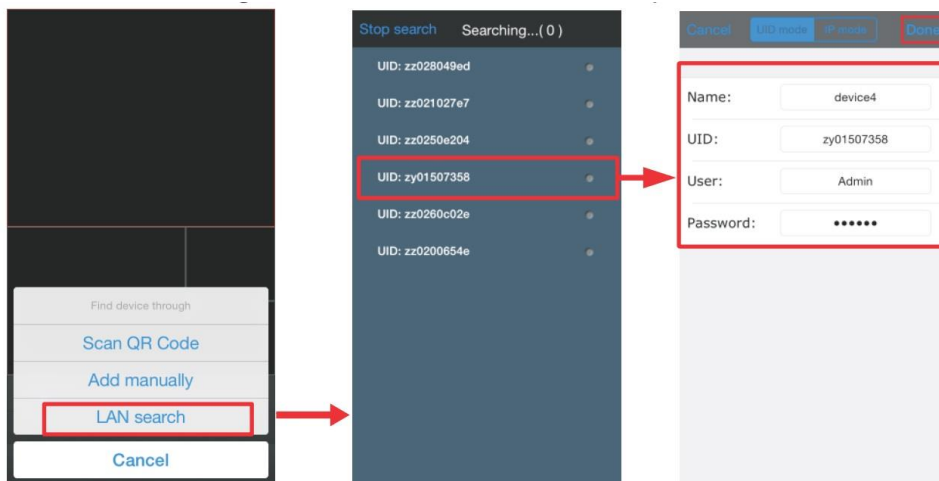 Find device through
Scan QR Code
Add manually
LAN search
Cancel
Stop search Searching...( 0 )
UID: zz028049ed
UID: zz021027e7
UID: zz0250e204
UID: zy01507358
UID: zz0260c02e
UID: zz0200654e
Cancel UID mode IP mode Done
Name: device4
UID: zy01507358
User: Admin
Password: ••••••